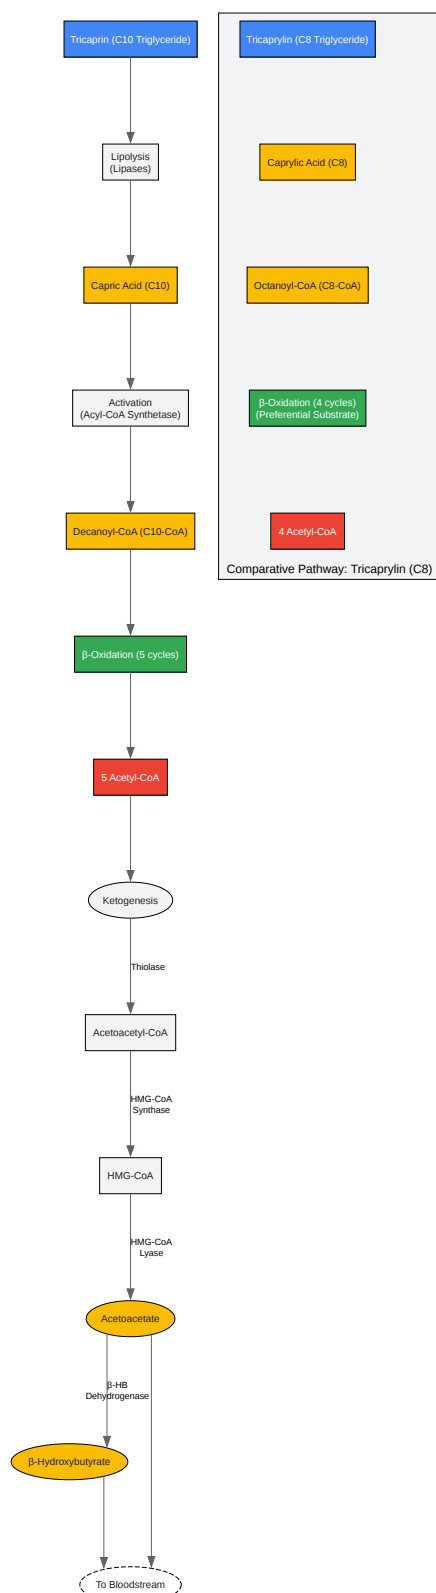 Tricaprin (C10 Triglyceride)
Lipolysis
(Lipases)
Capric Acid (C10)
Activation
(Acyl-CoA Synthetase)
Decanoyl-CoA (C10-CoA)
β-Oxidation (5 cycles)
5 Acetyl-CoA
Ketogenesis
Thiolase
Acetoacetyl-CoA
HMG-CoA
Synthase
HMG-CoA
HMG-CoA
Lyase
Acetoacetate
β-HB
Dehydrogenase
β-Hydroxybutyrate
To Bloodstream
Tricaprylin (C8 Triglyceride)
Caprylic Acid (C8)
Octanoyl-CoA (C8-CoA)
β-Oxidation (4 cycles)
(Preferential Substrate)
4 Acetyl-CoA
Comparative Pathway: Tricaprylin (C8)